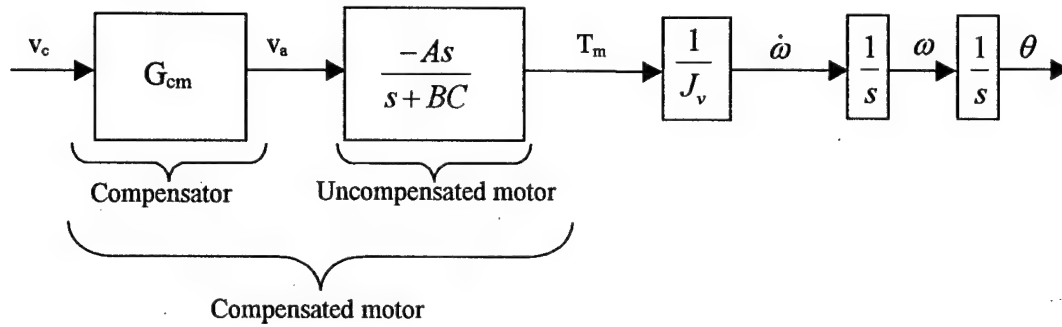 v_c
G_cm
v_a
-As
s + BC
T_m
1
J_v
ω̇
1
s
ω
1
s
θ
Compensator
Uncompensated motor
Compensated motor